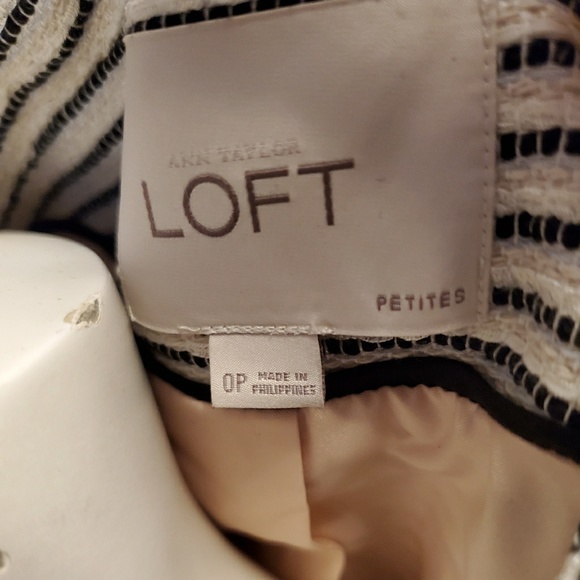 ANN TAYLOR
LOFT
PETITES
0P MADE IN
PHILIPPINES